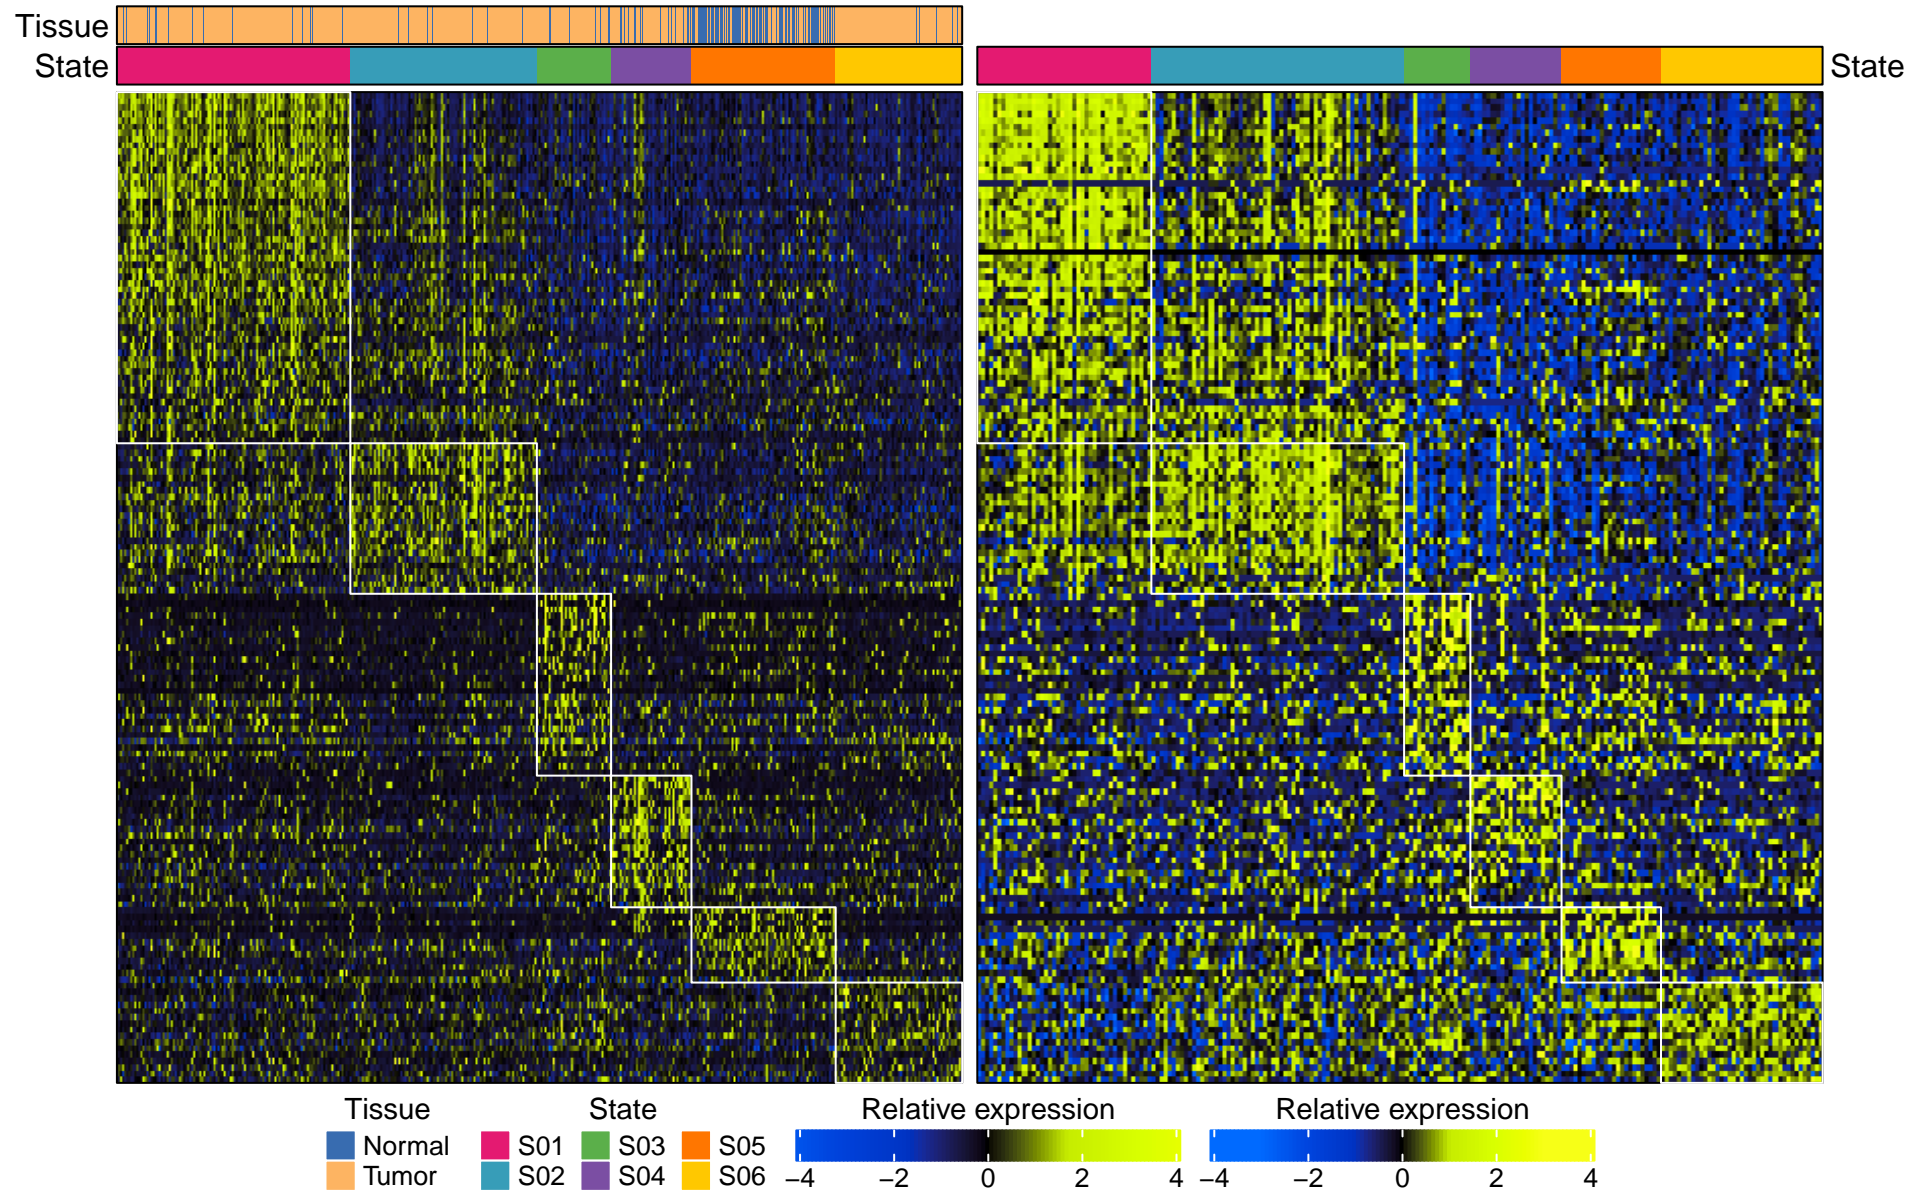 Tissue
State
State
Tissue State Relative expression Relative expression
Normal S01 S03 S05
Tumor S02 S04 S06
−4 −2 0 2 4 −4 −2 0 2 4